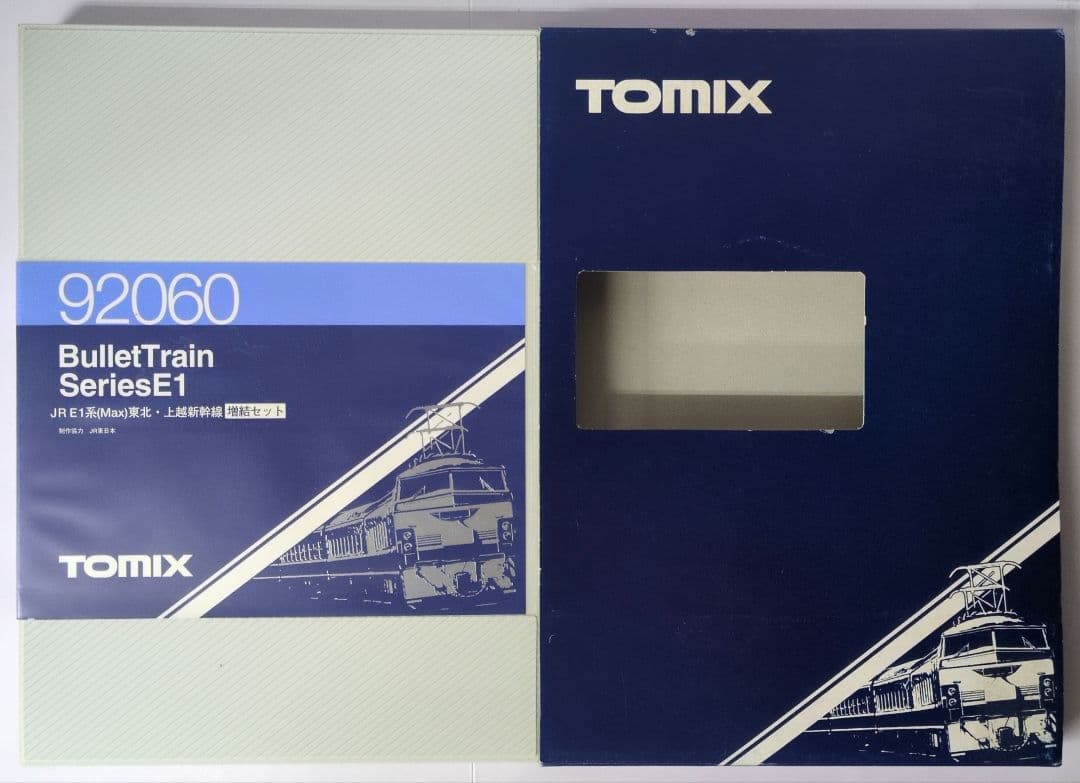 92060
BulletTrain
SeriesE1
JR E1系(Max)東北・上越新幹線 増結セット
制作協力 JR東日本
TOMIX
TOMIX